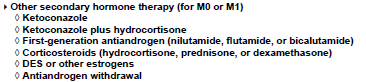 ▸ Other secondary hormone therapy (for M0 or M1)
◊ Ketoconazole
◊ Ketoconazole plus hydrocortisone
◊ First-generation antiandrogen (nilutamide, flutamide, or bicalutamide)
◊ Corticosteroids (hydrocortisone, prednisone, or dexamethasone)
◊ DES or other estrogens
◊ Antiandrogen withdrawal